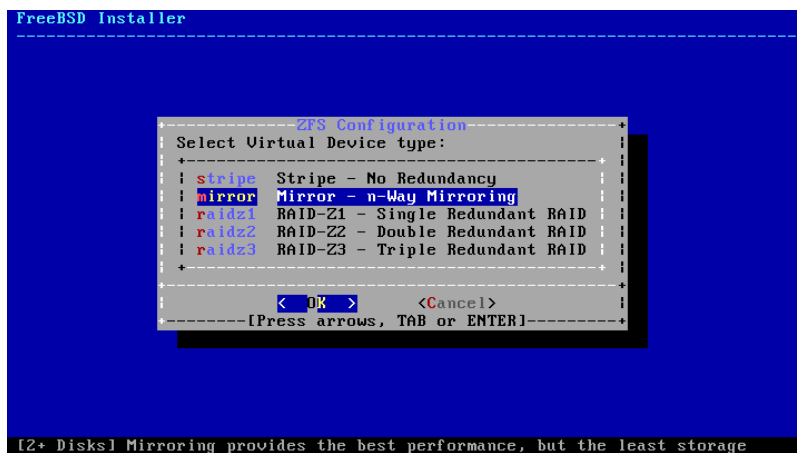 FreeBSD Installer
ZFS Configuration
Select Virtual Device type:
stripe Stripe - No Redundancy
mirror Mirror - n-Way Mirroring
raidz1 RAID-Z1 - Single Redundant RAID
raidz2 RAID-Z2 - Double Redundant RAID
raidz3 RAID-Z3 - Triple Redundant RAID
< OK > <Cancel>
[Press arrows, TAB or ENTER]
[2+ Disks] Mirroring provides the best performance, but the least storage